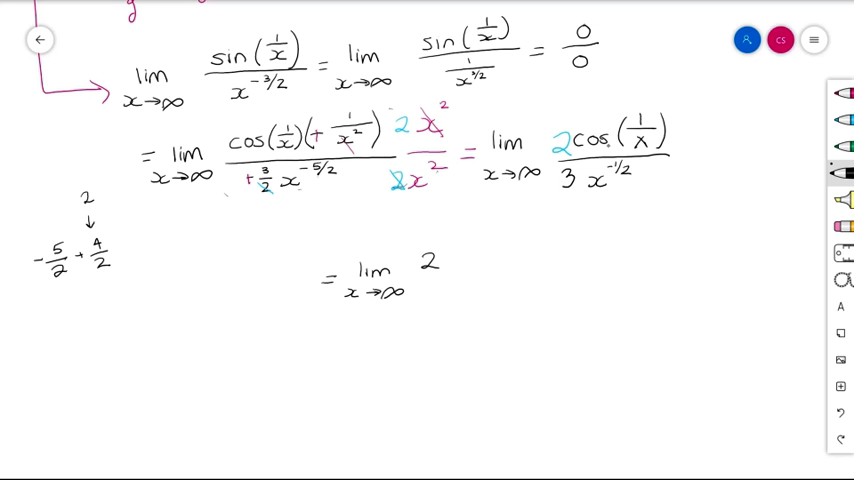 g
CS
lim x→∞ sin(1/x) / x^(-3/2) = lim x→∞ sin(1/x) / (1/x^(3/2)) = 0/0
= lim x→∞ cos(1/x)(+ 1/x²) / (+ 3/2 x^(-5/2)) · 2x²/2x² = lim x→∞ 2cos(1/x) / 3x^(-1/2)
2
↓
-5/2 + 4/2
= lim x→∞ 2
A